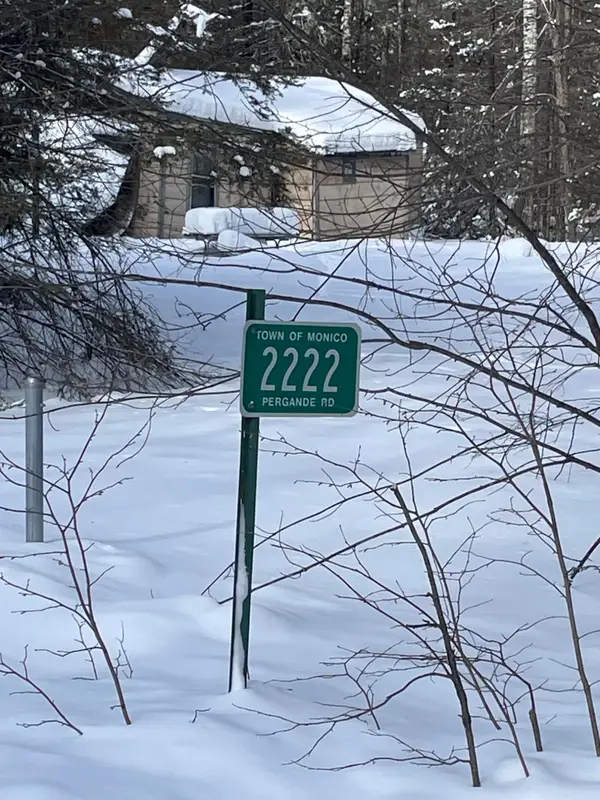 TOWN OF MONICO
2222
PERGANDE RD